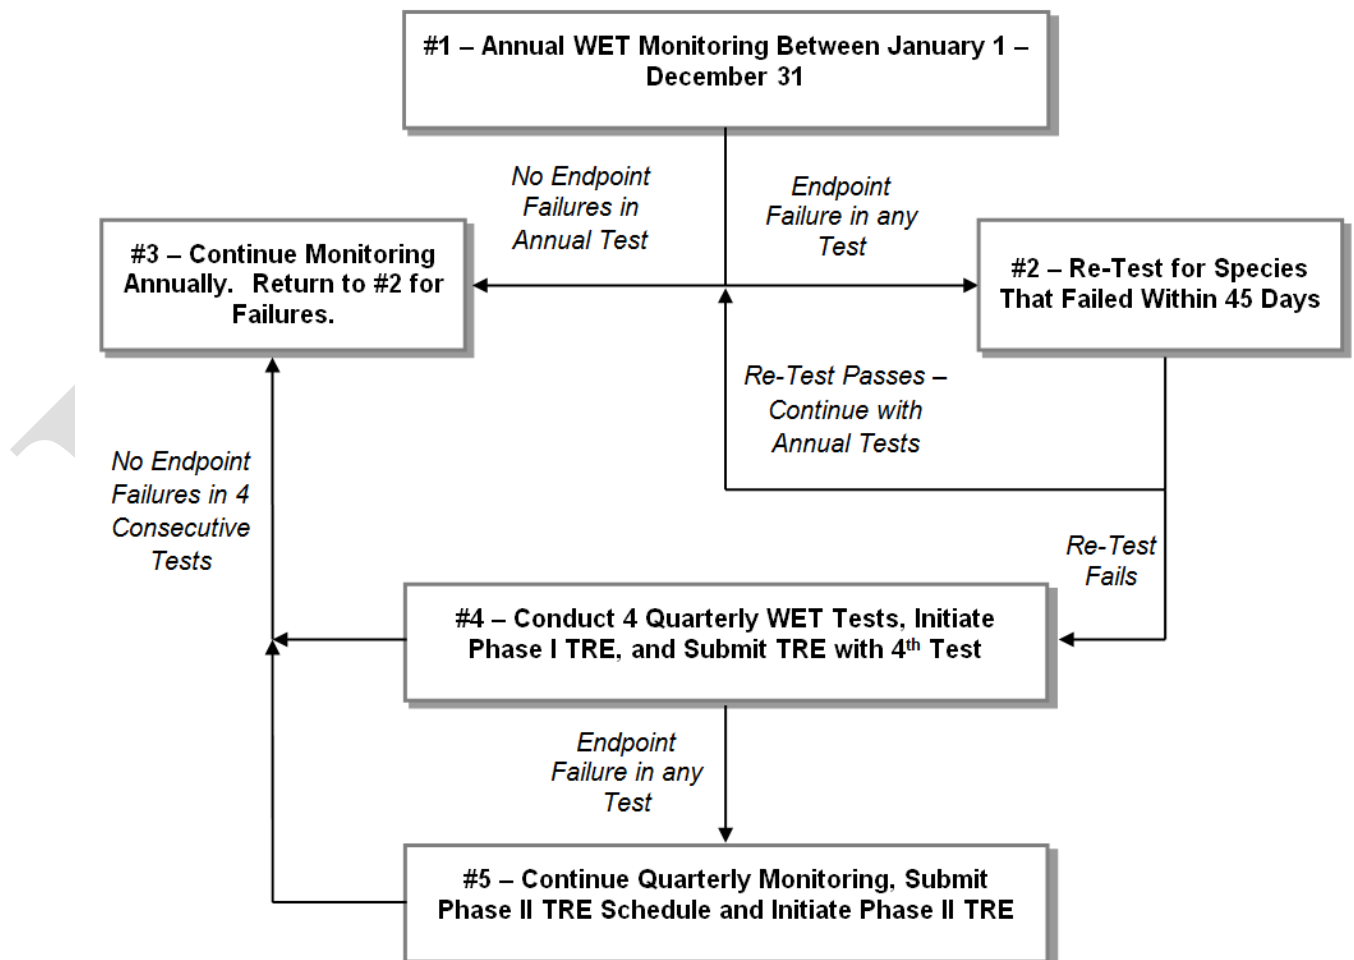 #1 – Annual WET Monitoring Between January 1 –
December 31
No Endpoint
Failures in
Annual Test
Endpoint
Failure in any
Test
#3 – Continue Monitoring
Annually.  Return to #2 for
Failures.
#2 – Re-Test for Species
That Failed Within 45 Days
Re-Test Passes –
Continue with
Annual Tests
No Endpoint
Failures in 4
Consecutive
Tests
Re-Test
Fails
#4 – Conduct 4 Quarterly WET Tests, Initiate
Phase I TRE, and Submit TRE with 4th Test
Endpoint
Failure in any
Test
#5 – Continue Quarterly Monitoring, Submit
Phase II TRE Schedule and Initiate Phase II TRE